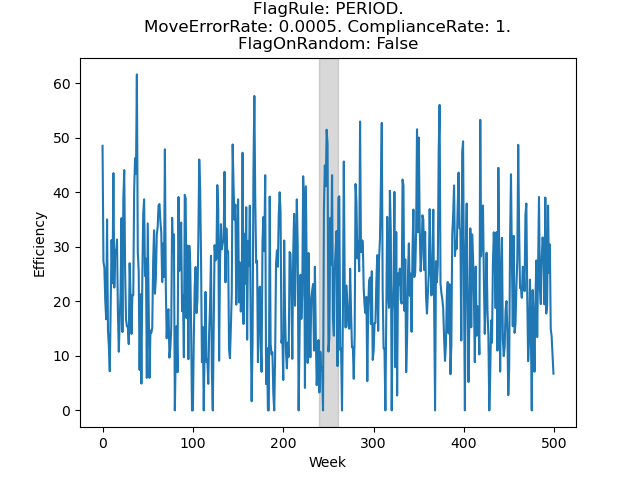 FlagRule: PERIOD.
MoveErrorRate: 0.0005. ComplianceRate: 1.
FlagOnRandom: False
60
50
40
30
20
10
0
Efficiency
0 100 200 300 400 500
Week